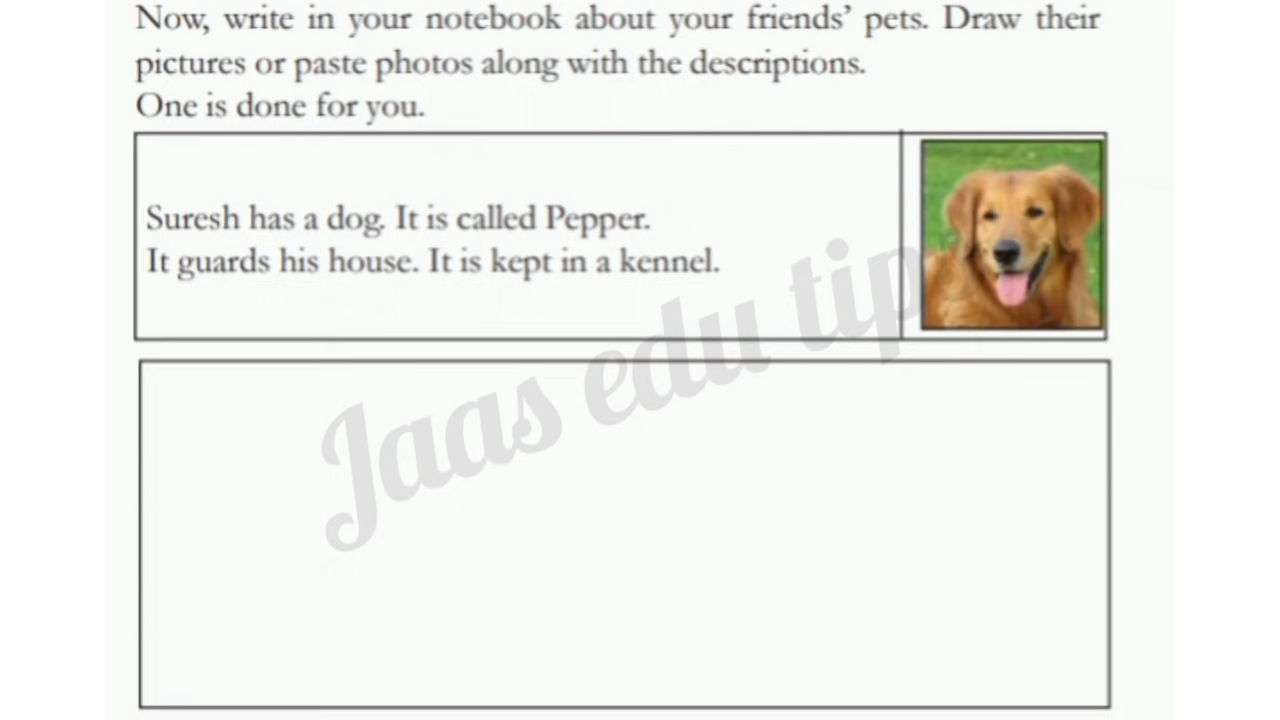 Now, write in your notebook about your friends’ pets. Draw their
pictures or paste photos along with the descriptions.
One is done for you.
Suresh has a dog. It is called Pepper.
It guards his house. It is kept in a kennel.
Jaas edu tip